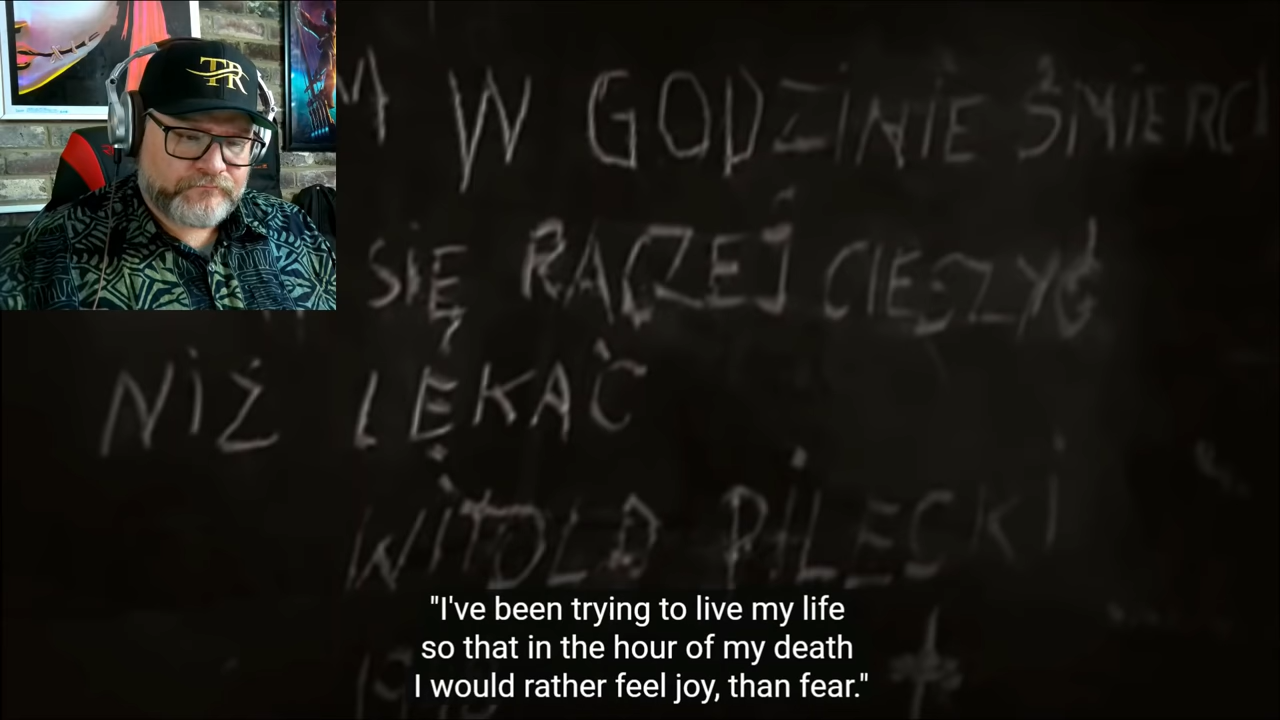 TR
M W GODZINIE ŚMIERCI
SIĘ RACZEJ CIESZYĆ
NIŻ LĘKAĆ
WITOLD PILECKI
"I've been trying to live my life
so that in the hour of my death
I would rather feel joy, than fear."